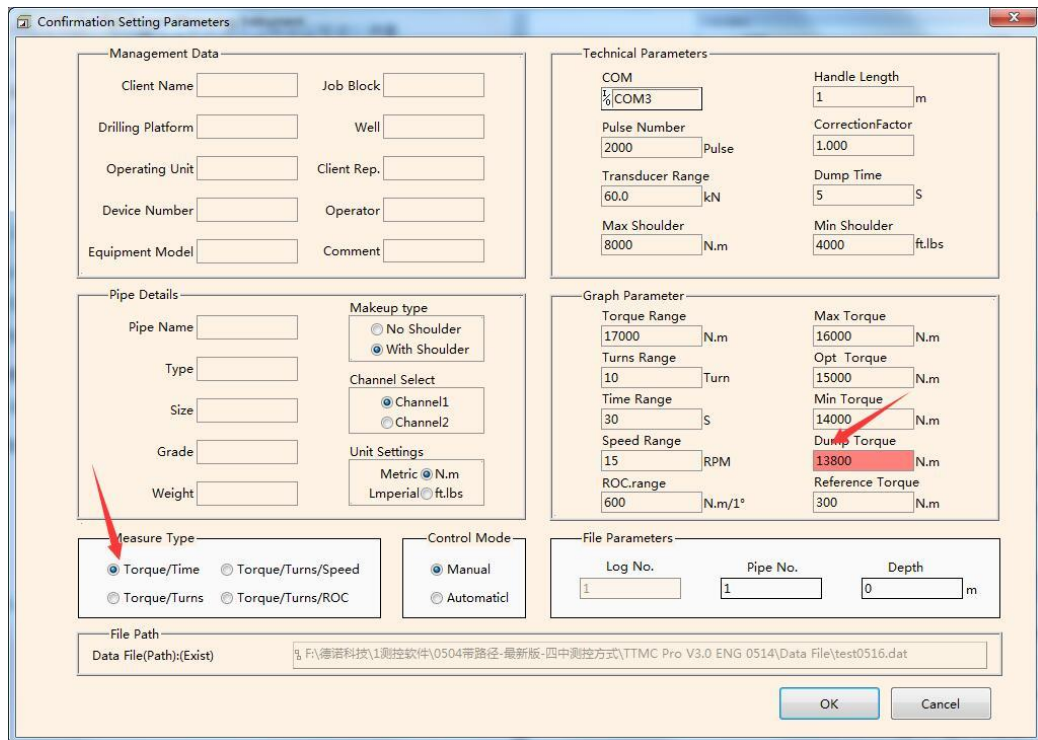 Confirmation Setting Parameters
Management Data
Client Name
Job Block
Drilling Platform
Well
Operating Unit
Client Rep.
Device Number
Operator
Equipment Model
Comment
Technical Parameters
COM
COM3
Handle Length
1 m
Pulse Number
2000 Pulse
CorrectionFactor
1.000
Transducer Range
60.0 kN
Dump Time
5 S
Max Shoulder
8000 N.m
Min Shoulder
4000 ft.lbs
Pipe Details
Pipe Name
Type
Size
Grade
Weight
Makeup type
No Shoulder
With Shoulder
Channel Select
Channel1
Channel2
Unit Settings
Metric N.m
Lmperial ft.lbs
Graph Parameter
Torque Range
17000 N.m
Max Torque
16000 N.m
Turns Range
10 Turn
Opt Torque
15000 N.m
Time Range
30 S
Min Torque
14000 N.m
Speed Range
15 RPM
Dump Torque
13800 N.m
ROC.range
600 N.m/1°
Reference Torque
300 N.m
Measure Type
Torque/Time
Torque/Turns/Speed
Torque/Turns
Torque/Turns/ROC
Control Mode
Manual
Automaticl
File Parameters
Log No.
1
Pipe No.
1
Depth
0 m
File Path
Data File(Path):(Exist)
F:\德诺科技\1测控软件\0504带路径-最新版-四中测控方式\TTMC Pro V3.0 ENG 0514\Data File\test0516.dat
OK
Cancel